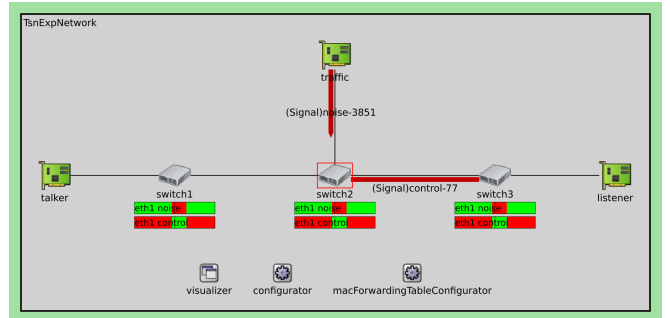 TsnExpNetwork
traffic
(Signal)noise-3851
talker
switch1
switch2
(Signal)control-77
switch3
listener
eth1 noise
eth1 noise
eth1 noise
eth1 control
eth1 control
eth1 control
visualizer
configurator
macForwardingTableConfigurator